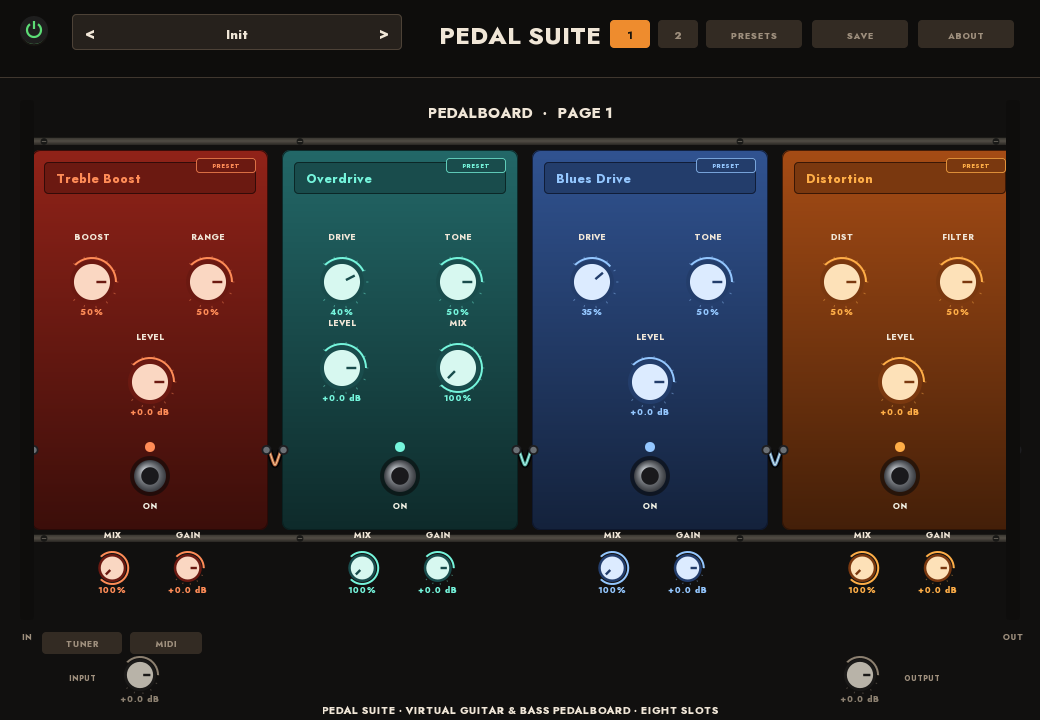 < Init > PEDAL SUITE 1 2 PRESETS SAVE ABOUT
PEDALBOARD · PAGE 1
PRESET PRESET PRESET PRESET
Treble Boost Overdrive Blues Drive Distortion
BOOST RANGE DRIVE TONE DRIVE TONE DIST FILTER
50% 50% 40% 50% 35% 50% 50% 50%
LEVEL MIX
LEVEL LEVEL LEVEL
+0.0 dB 100%
+0.0 dB +0.0 dB +0.0 dB
ON ON ON ON
MIX GAIN MIX GAIN MIX GAIN MIX GAIN
100% +0.0 dB 100% +0.0 dB 100% +0.0 dB 100% +0.0 dB
IN TUNER MIDI OUT
INPUT OUTPUT
+0.0 dB +0.0 dB
PEDAL SUITE · VIRTUAL GUITAR & BASS PEDALBOARD · EIGHT SLOTS